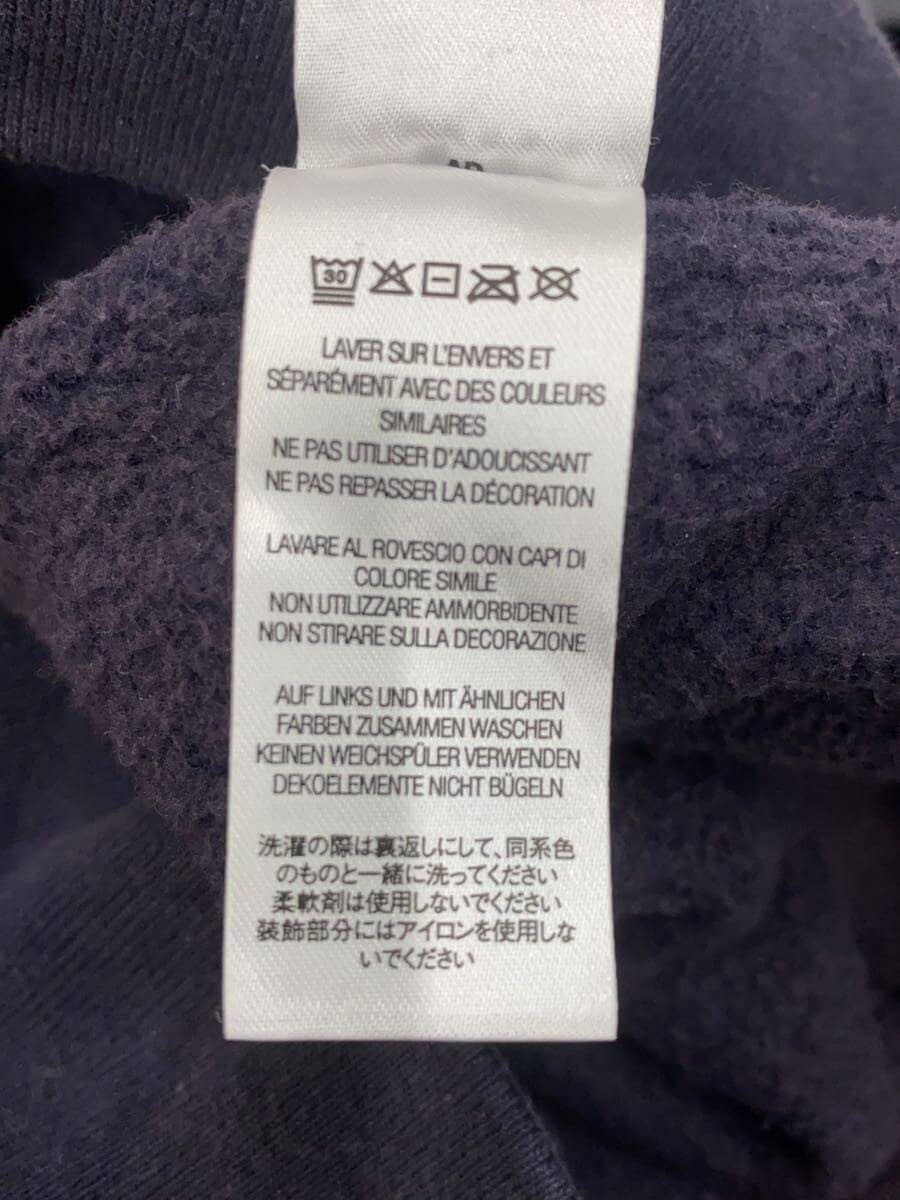 30
LAVER SUR L'ENVERS ET
SÉPARÉMENT AVEC DES COULEURS
SIMILAIRES
NE PAS UTILISER D'ADOUCISSANT
NE PAS REPASSER LA DÉCORATION
LAVARE AL ROVESCIO CON CAPI DI
COLORE SIMILE
NON UTILIZZARE AMMORBIDENTE
NON STIRARE SULLA DECORAZIONE
AUF LINKS UND MIT ÄHNLICHEN
FARBEN ZUSAMMEN WASCHEN
KEINEN WEICHSPÜLER VERWENDEN
DEKOELEMENTE NICHT BÜGELN
洗濯の際は裏返しにして、同系色
のものと一緒に洗ってください
柔軟剤は使用しないでください
装飾部分にはアイロンを使用しな
いでください